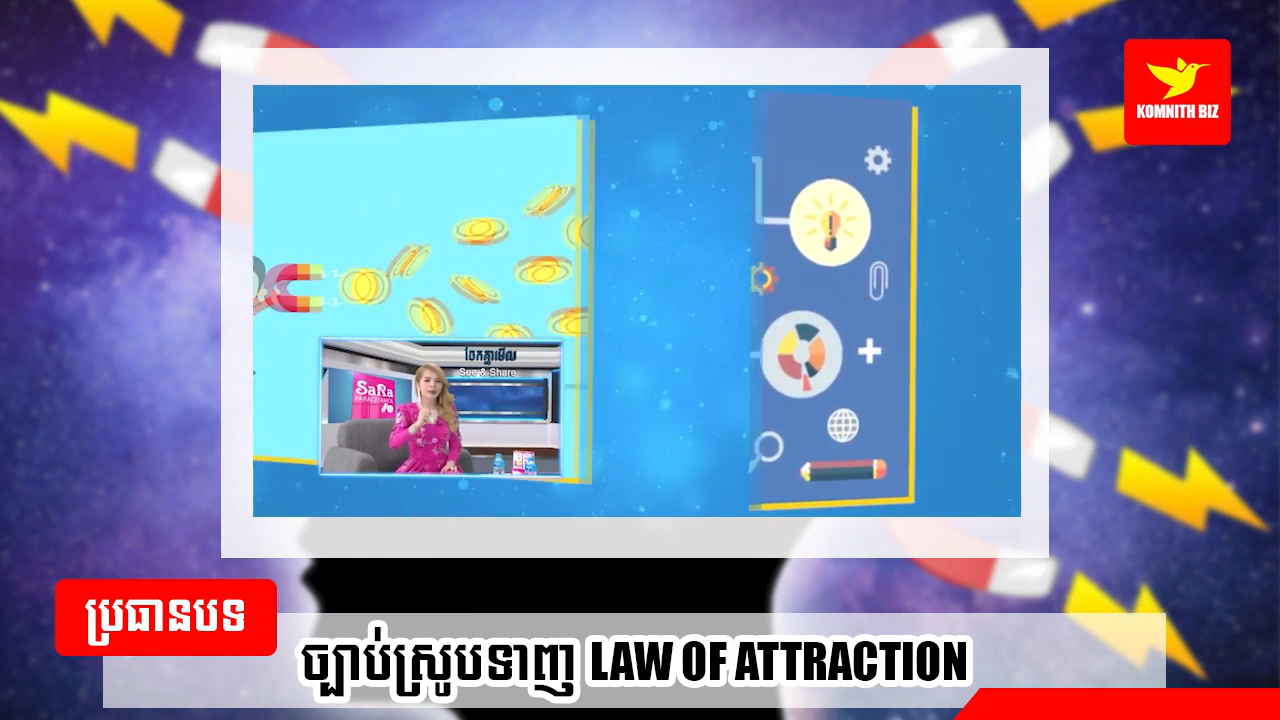 KOMNITH BIZ
ចែកគ្នាមើល
See & Share
SaRa
PARACETAMOL
ប្រធានបទ
ច្បាប់ស្រូបទាញ LAW OF ATTRACTION